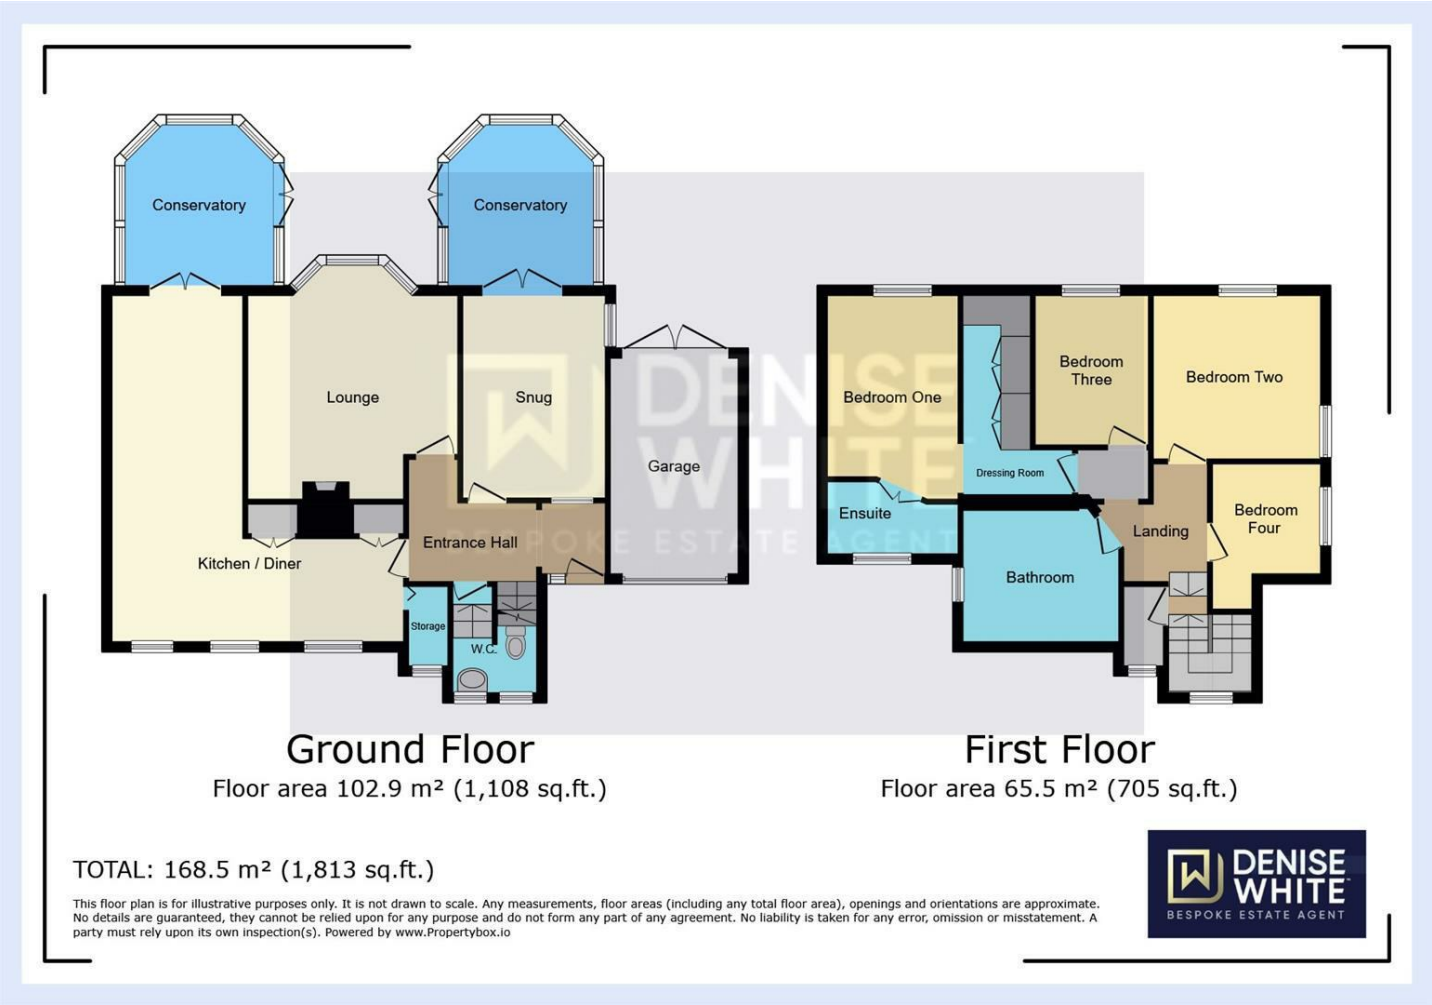 Conservatory
Conservatory
Lounge
Snug
Garage
Kitchen / Diner
Entrance Hall
Storage
W.C.
Bedroom One
Bedroom
Three
Bedroom Two
Dressing Room
Ensuite
Bathroom
Landing
Bedroom
Four
DENISE
WHITE
BESPOKE ESTATE AGENT
Ground Floor
Floor area 102.9 m² (1,108 sq.ft.)
First Floor
Floor area 65.5 m² (705 sq.ft.)
TOTAL: 168.5 m² (1,813 sq.ft.)
This floor plan is for illustrative purposes only. It is not drawn to scale. Any measurements, floor areas (including any total floor area), openings and orientations are approximate.
No details are guaranteed, they cannot be relied upon for any purpose and do not form any part of any agreement. No liability is taken for any error, omission or misstatement. A
party must rely upon its own inspection(s). Powered by www.Propertybox.io
DENISE
WHITE™
BESPOKE ESTATE AGENT